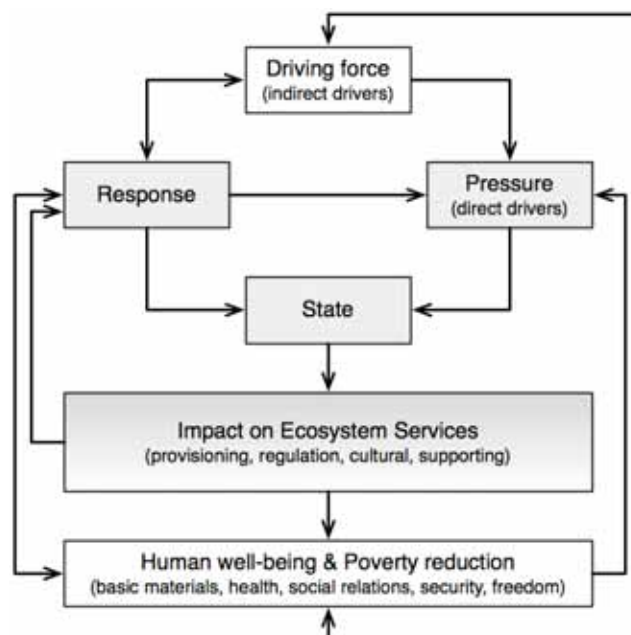 Driving force
(indirect drivers)
Response
Pressure
(direct drivers)
State
Impact on Ecosystem Services
(provisioning, regulation, cultural, supporting)
Human well-being & Poverty reduction
(basic materials, health, social relations, security, freedom)